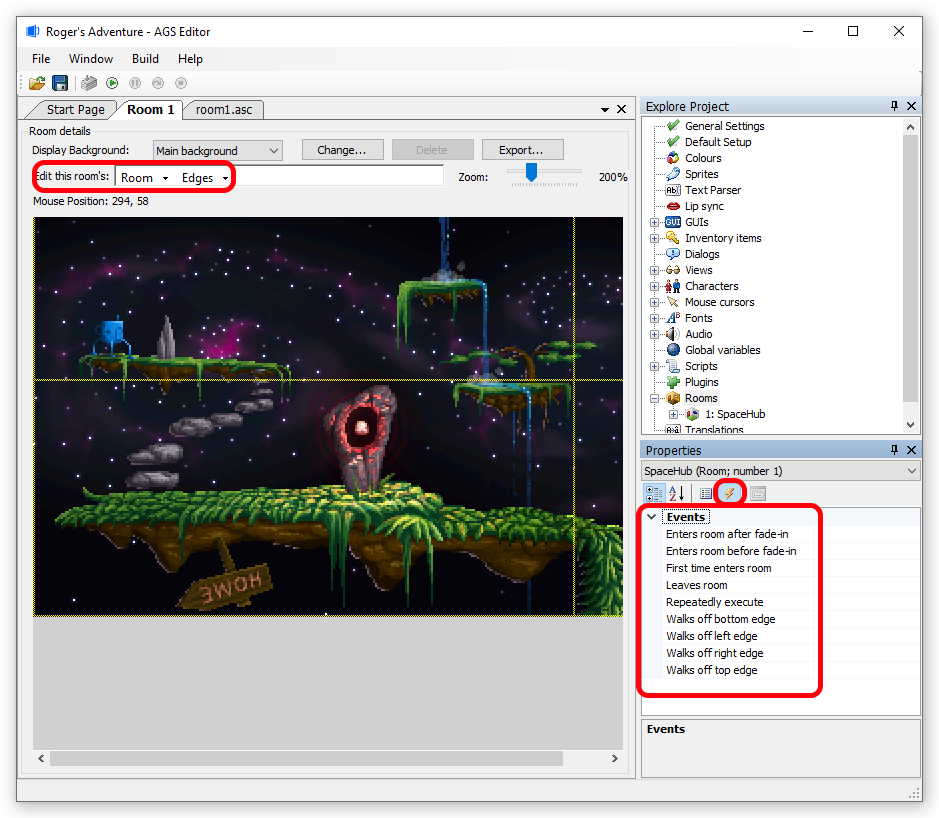 Roger's Adventure - AGS Editor
File Window Build Help
Start Page Room 1 room1.asc
Room details
Display Background: Main background Change... Delete Export...
Edit this room's: Room Edges Zoom: 200%
Mouse Position: 294, 58
HOME
Explore Project
General Settings
Default Setup
Colours
Sprites
Ab| Text Parser
Lip sync
GUI GUIs
Inventory items
Dialogs
Views
Characters
Mouse cursors
Fonts
Audio
Global variables
Scripts
Plugins
Rooms
1: SpaceHub
Translations
Properties
SpaceHub (Room; number 1)
Events
Enters room after fade-in
Enters room before fade-in
First time enters room
Leaves room
Repeatedly execute
Walks off bottom edge
Walks off left edge
Walks off right edge
Walks off top edge
Events